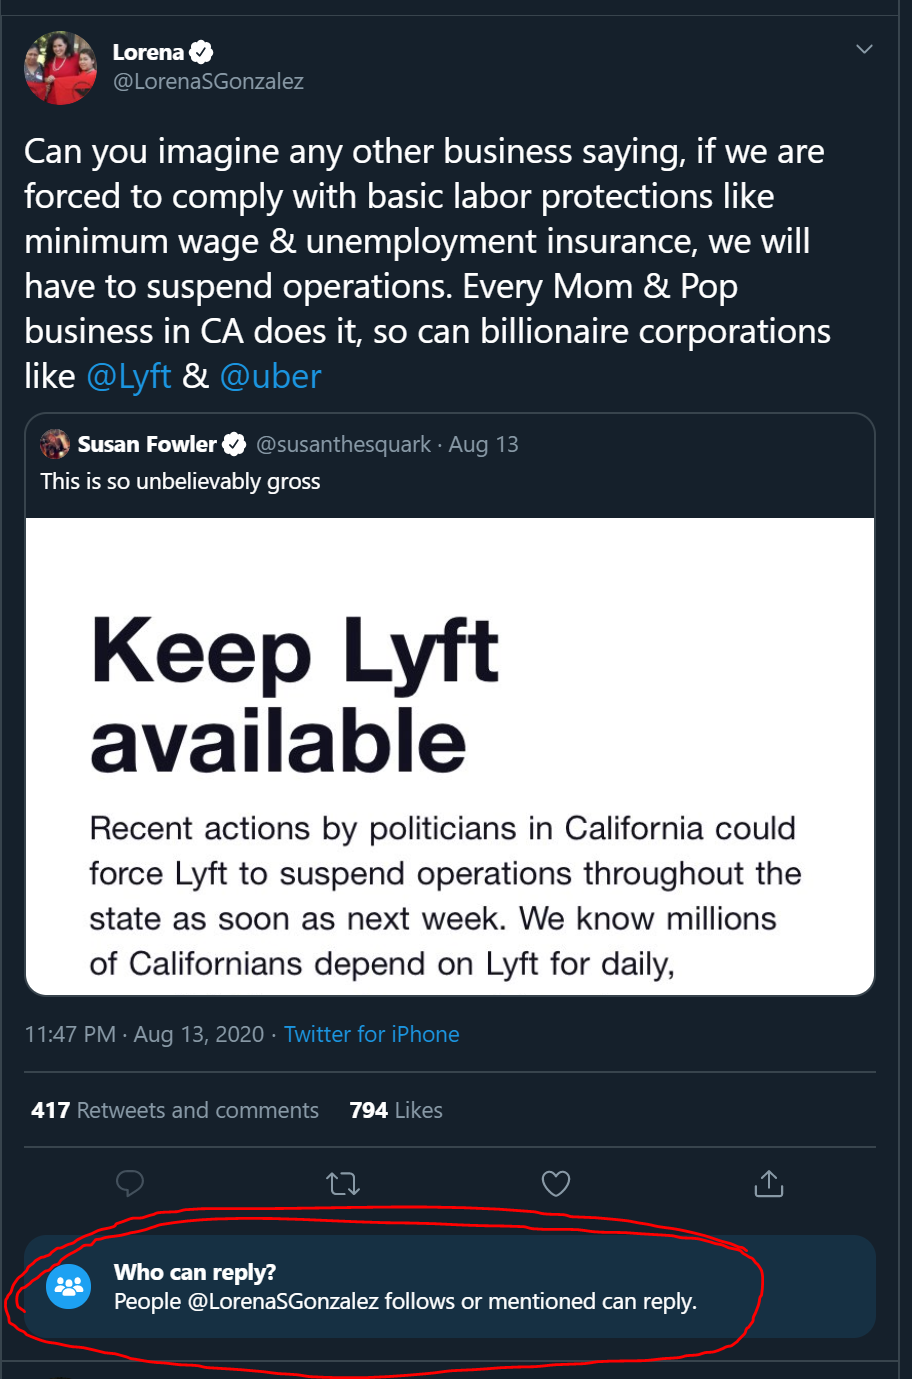 Lorena
@LorenaSGonzalez
Can you imagine any other business saying, if we are
forced to comply with basic labor protections like
minimum wage & unemployment insurance, we will
have to suspend operations. Every Mom & Pop
business in CA does it, so can billionaire corporations
like @Lyft & @uber
Susan Fowler @susanthesquark · Aug 13
This is so unbelievably gross
Keep Lyft
available
Recent actions by politicians in California could
force Lyft to suspend operations throughout the
state as soon as next week. We know millions
of Californians depend on Lyft for daily,
11:47 PM · Aug 13, 2020 · Twitter for iPhone
417 Retweets and comments 794 Likes
Who can reply?
People @LorenaSGonzalez follows or mentioned can reply.